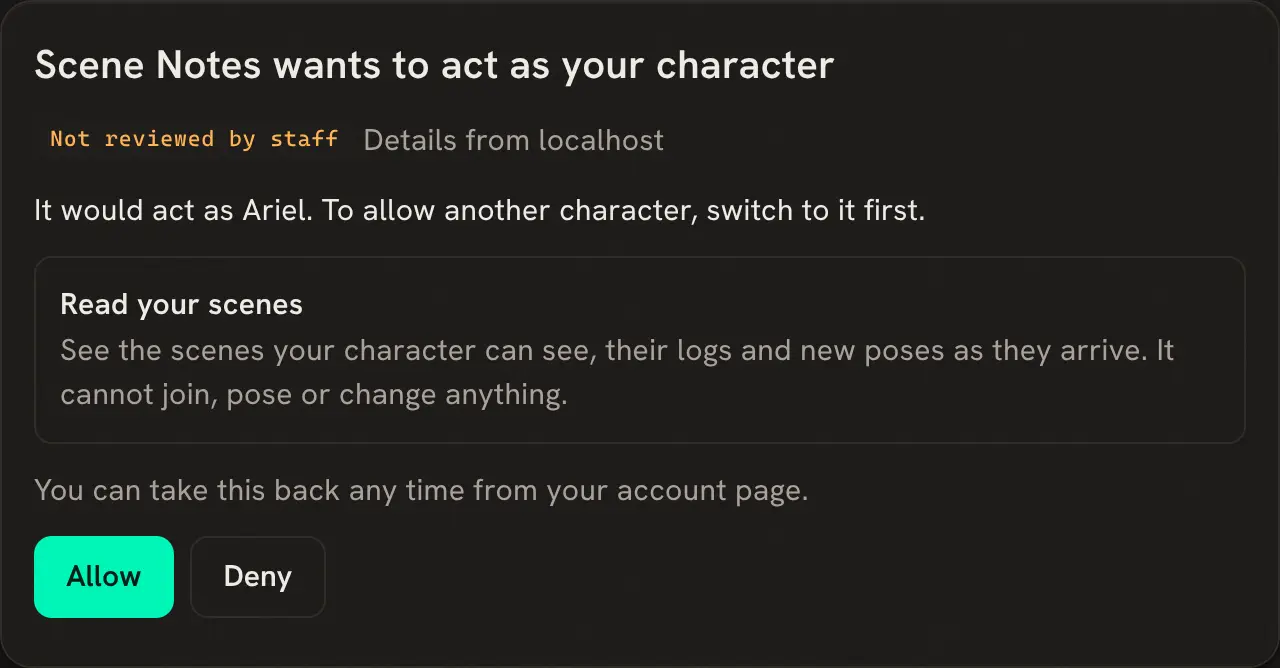 Scene Notes wants to act as your character
Not reviewed by staff Details from localhost
It would act as Ariel. To allow another character, switch to it first.
Read your scenes
See the scenes your character can see, their logs and new poses as they arrive. It
cannot join, pose or change anything.
You can take this back any time from your account page.
Allow Deny